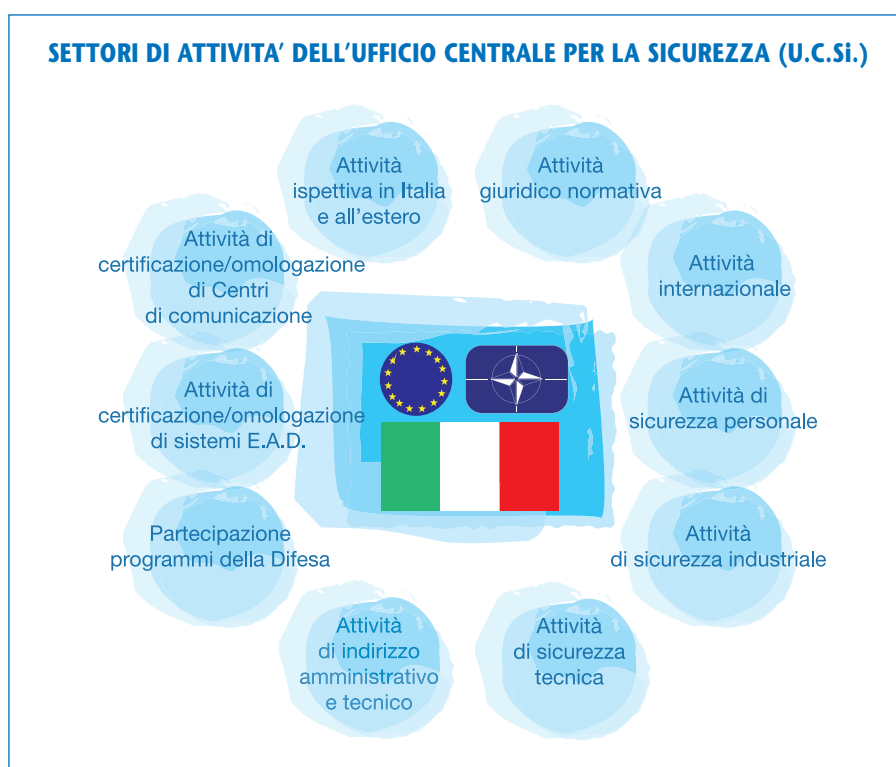 SETTORI DI ATTIVITA' DELL'UFFICIO CENTRALE PER LA SICUREZZA (U.C.Si.)
Attività
ispettiva in Italia
e all'estero
Attività
giuridico normativa
Attività di
certificazione/omologazione
di Centri
di comunicazione
Attività
internazionale
Attività di
certificazione/omologazione
di sistemi E.A.D.
Attività di
sicurezza personale
Partecipazione
programmi della Difesa
Attività
di sicurezza industriale
Attività
di indirizzo
amministrativo
e tecnico
Attività
di sicurezza
tecnica